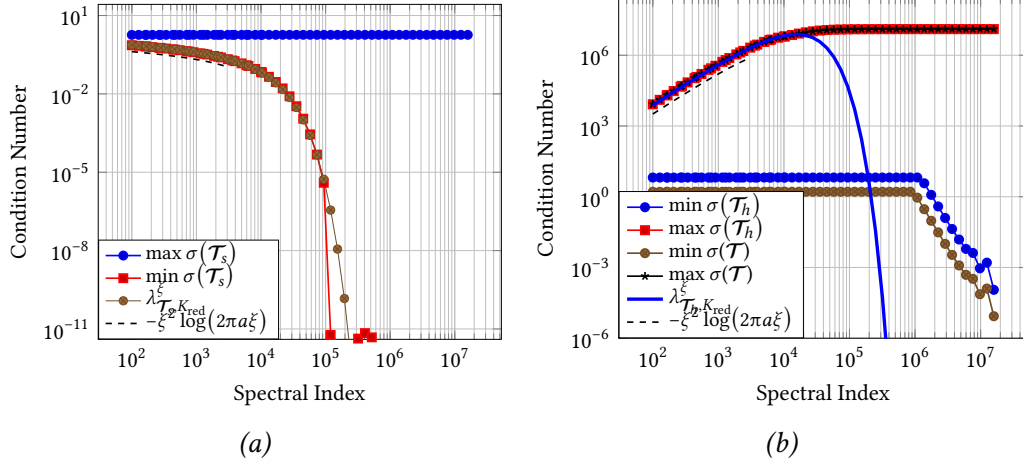 10^1
10^−2
10^−5
10^−8
10^−11
10^2 10^3 10^4 10^5 10^6 10^7
Condition Number
Spectral Index
max σ(𝒯_s)
min σ(𝒯_s)
λ^ξ
−ξ log(2πaξ)
(a)
10^6
10^3
10^0
10^−3
10^−6
10^2 10^3 10^4 10^5 10^6 10^7
Condition Number
Spectral Index
min σ(𝒯_h)
max σ(𝒯_h)
min σ(𝒯)
max σ(𝒯)
λ^ξ
−ξ log(2πaξ)
(b)